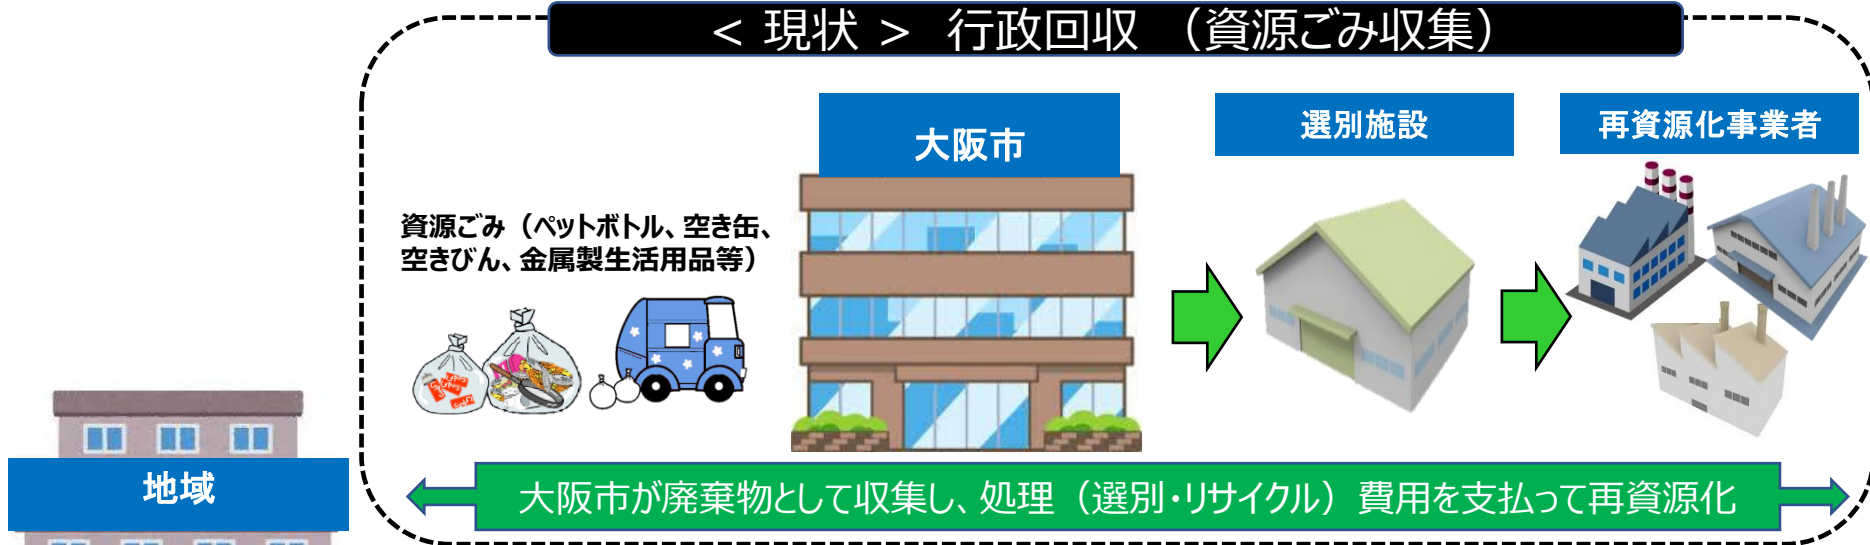 ＜ 現状 ＞　行政回収　（資源ごみ収集）
大阪市
選別施設
再資源化事業者
資源ごみ（ペットボトル、空き缶、
空きびん、金属製生活用品等）
地域
大阪市が廃棄物として収集し、処理（選別・リサイクル）費用を支払って再資源化